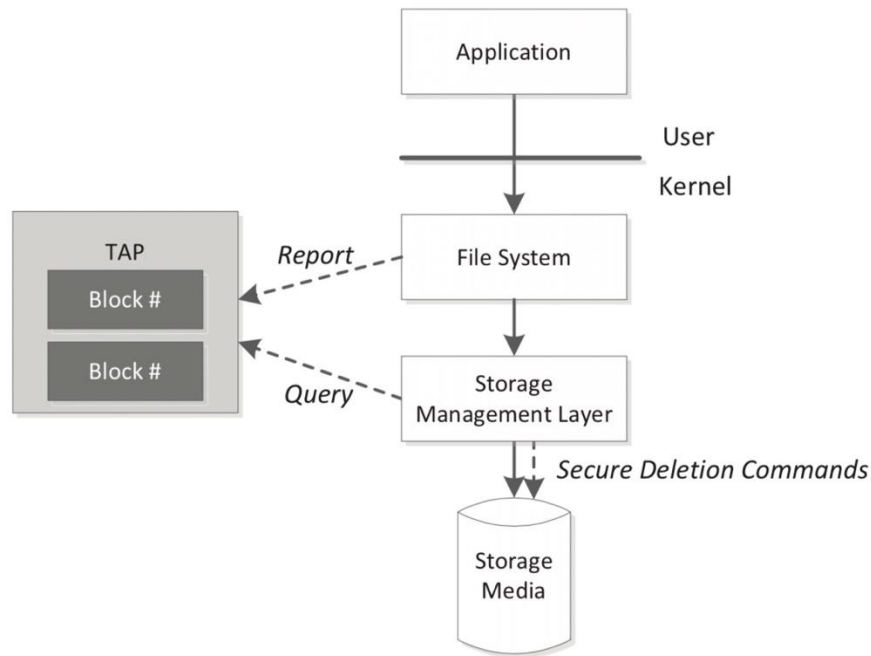 Application
User
Kernel
TAP
Report
File System
Block #
Block #
Query
Storage
Management Layer
Secure Deletion Commands
Storage
Media